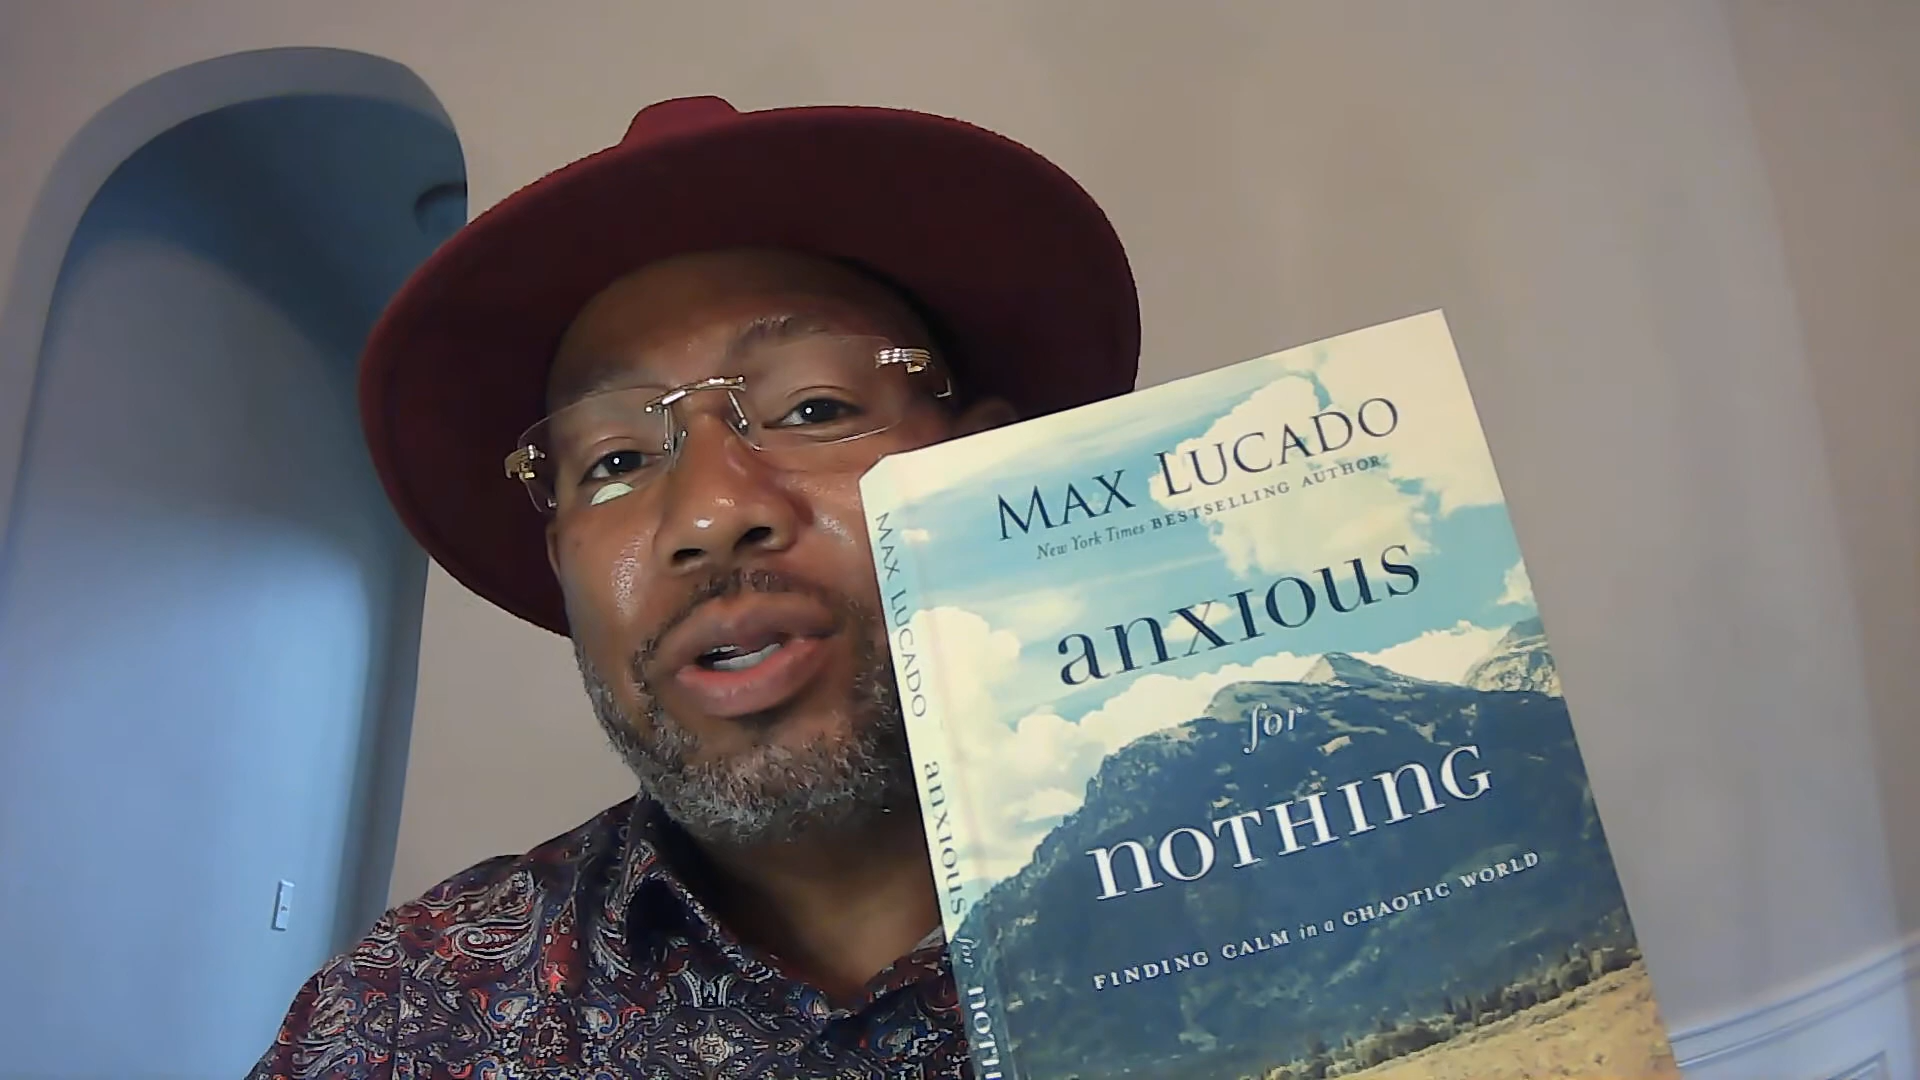 MAX LUCADO
New York Times BESTSELLING AUTHOR
anxious
for
nothing
FINDING CALM in a CHAOTIC WORLD
MAX LUCADO anxious for